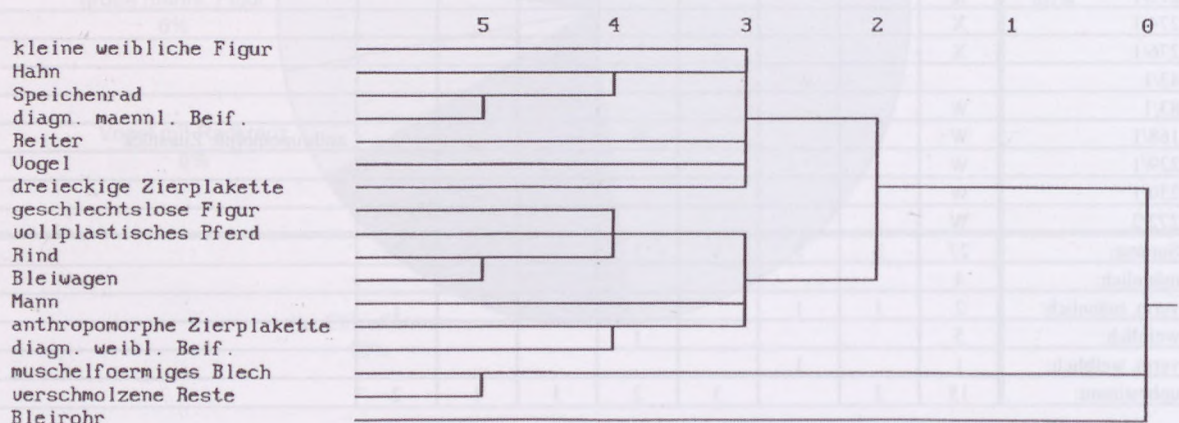 5 4 3 2 1 0
kleine weibliche Figur
Hahn
Speichenrad
diagn. maennl. Beif.
Reiter
Vogel
dreieckige Zierplakette
geschlechtslose Figur
vollplastisches Pferd
Rind
Bleiwagen
Mann
anthropomorphe Zierplakette
diagn. weibl. Beif.
muschelfoermiges Blech
verschmolzene Reste
Bleirohr